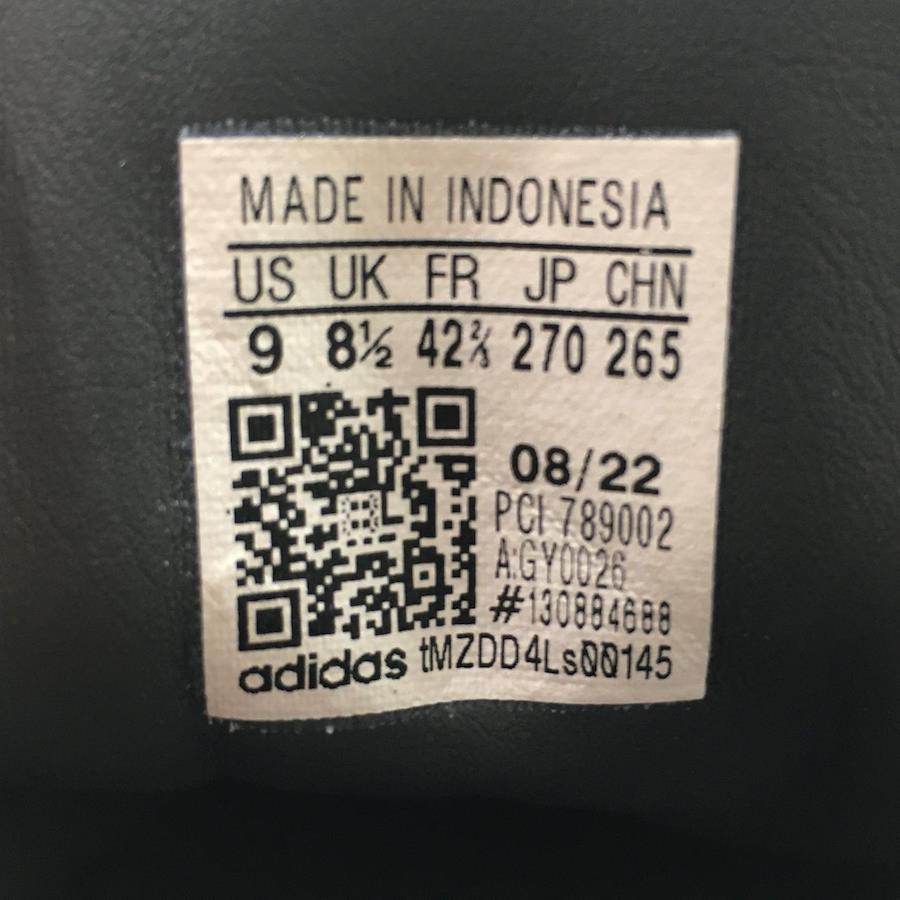 MADE IN INDONESIA
US UK FR JP CHN
9 8½ 42⅔ 270 265
08/22
PCI 789002
A:GY0026
#130884688
adidas tMZDD4Ls00145